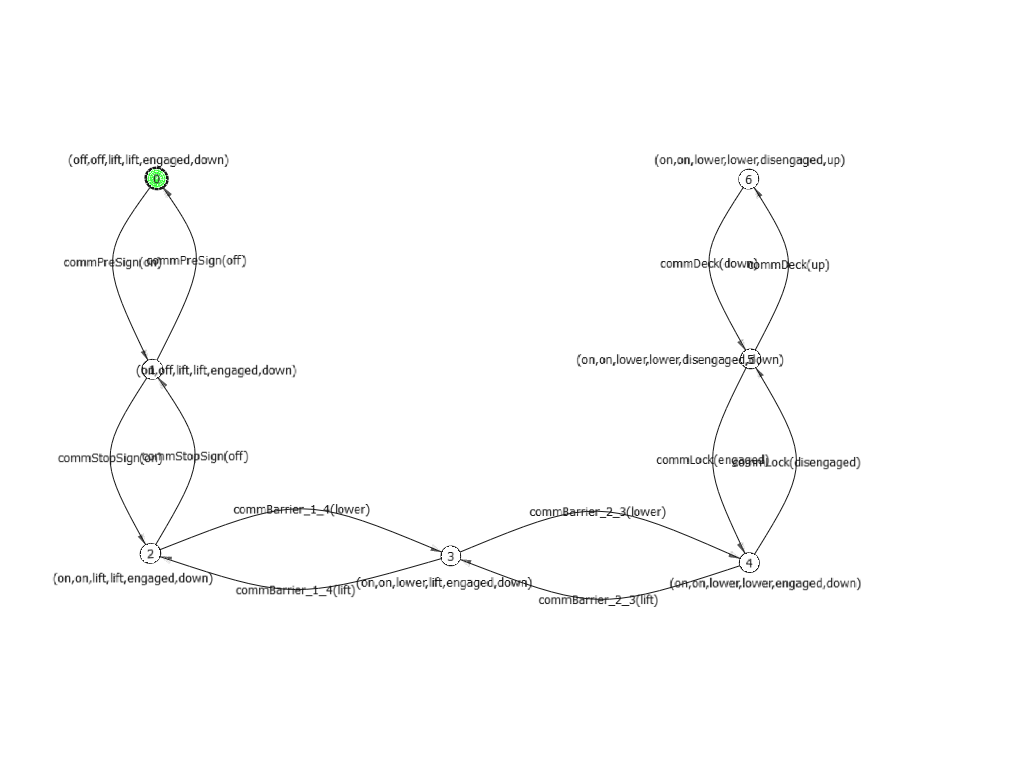 (off,off,lift,lift,engaged,down)
(on,on,lower,lower,disengaged,up)
0
6
commPreSign(on)
commPreSign(off)
commDeck(down)
commDeck(up)
(on,on,lower,lower,disengaged,down)
5
1
(on,off,lift,lift,engaged,down)
commStopSign(on)
commStopSign(off)
commLock(engaged)
commLock(disengaged)
commBarrier_1_4(lower)
commBarrier_2_3(lower)
2
3
4
(on,on,lift,lift,engaged,down)
(on,on,lower,lift,engaged,down)
(on,on,lower,lower,engaged,down)
commBarrier_1_4(lift)
commBarrier_2_3(lift)